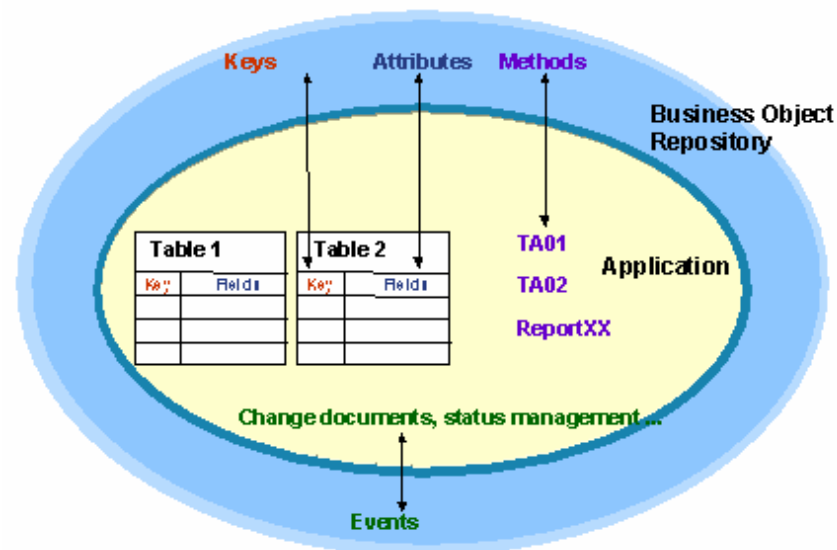 Keys Attributes Methods
Business Object
Repository
Table 1 Table 2 TA01
Key Fields Key Fields TA02
Application
ReportXX
Change documents, status management ...
Events